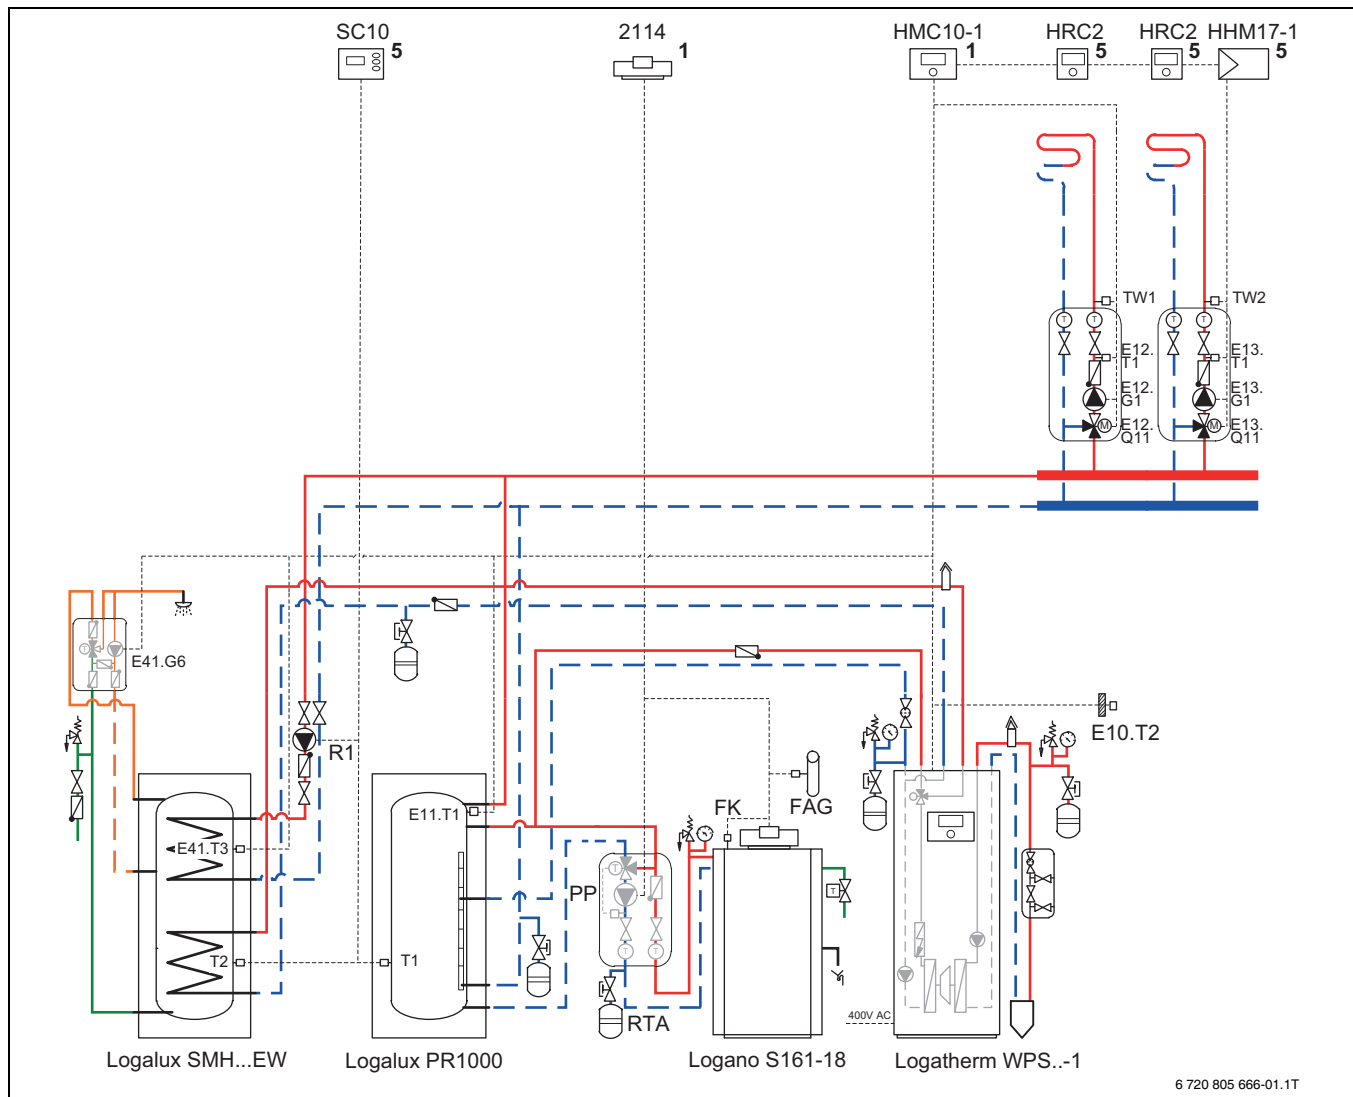 SC10
5
2114
1
HMC10-1
1
HRC2
5
HRC2
5
HHM17-1
5
TW1
TW2
T
T
T
T
E12.
T1
E13.
T1
E12.
G1
E13.
G1
M
E12.
Q11
M
E13.
Q11
T
E41.G6
R1
E10.T2
E11.T1
FK
FAG
E41.T3
T
PP
T
T2
T1
T
T
RTA
400V AC
Logalux SMH...EW
Logalux PR1000
Logano S161-18
Logatherm WPS..-1
6 720 805 666-01.1T